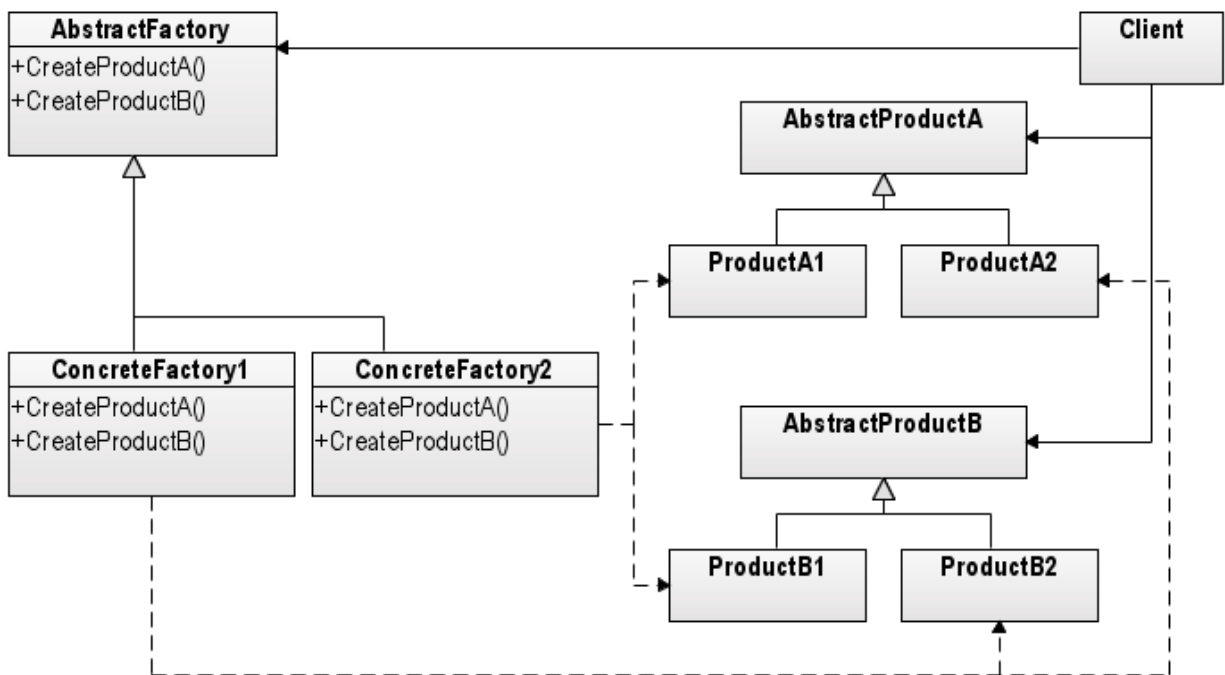 AbstractFactory
+CreateProductA()
+CreateProductB()
Client
AbstractProductA
ProductA1
ProductA2
ConcreteFactory1
+CreateProductA()
+CreateProductB()
ConcreteFactory2
+CreateProductA()
+CreateProductB()
AbstractProductB
ProductB1
ProductB2